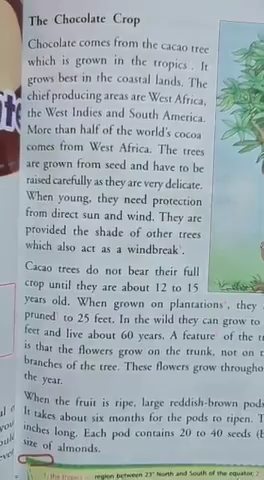 The Chocolate Crop
Chocolate comes from the cacao tree
which is grown in the tropics . It
grows best in the coastal lands. The
chief producing areas are West Africa,
the West Indies and South America.
More than half of the world's cocoa
comes from West Africa. The trees
are grown from seed and have to be
raised carefully as they are very delicate.
When young, they need protection
from direct sun and wind. They are
provided the shade of other trees
which also act as a windbreak.
Cacao trees do not bear their full
crop until they are about 12 to 15
years old. When grown on plantations, they
pruned to 25 feet. In the wild they can grow to
feet and live about 60 years. A feature of the
is that the flowers grow on the trunk, not on
branches of the tree. These flowers grow
the year.
When the fruit is ripe, large reddish-brown pods
It takes about six months for the pods to ripen.
inches long. Each pod contains 20 to 40 seeds
size of almonds.
region between 23° North and South of the equator,